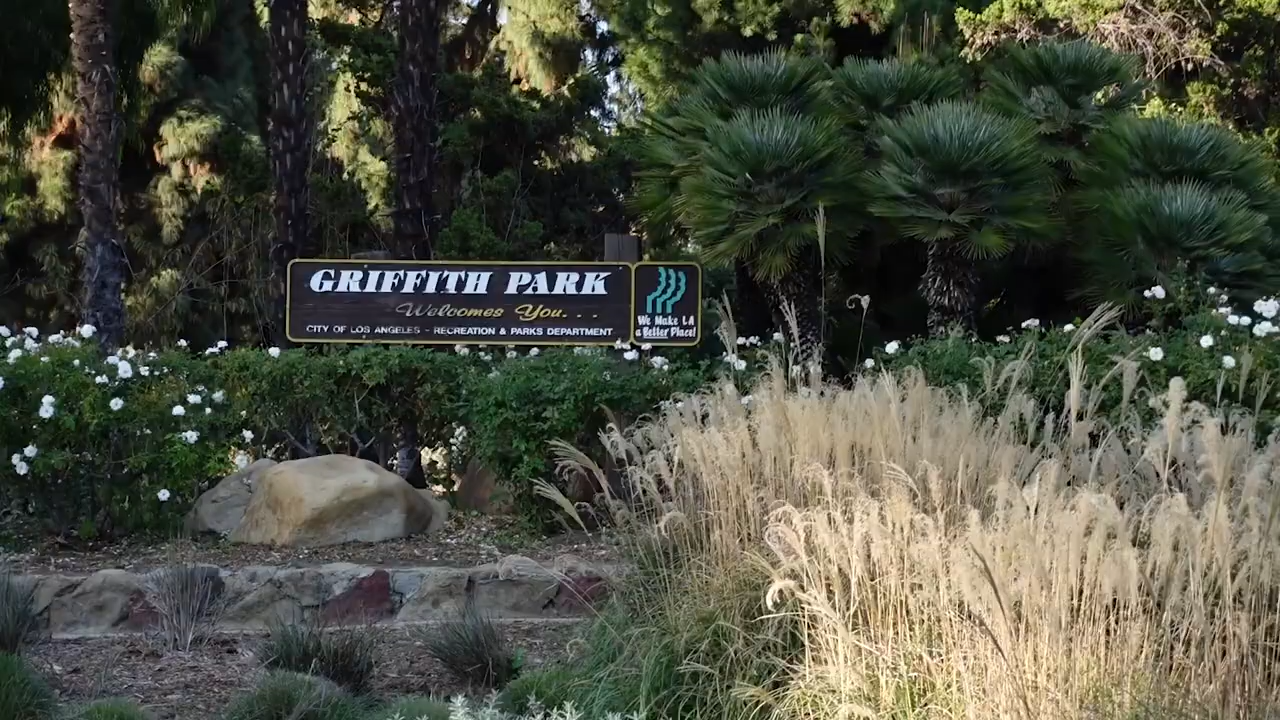 GRIFFITH PARK
Welcomes You...
CITY OF LOS ANGELES - RECREATION & PARKS DEPARTMENT
We Make LA
a Better Place!